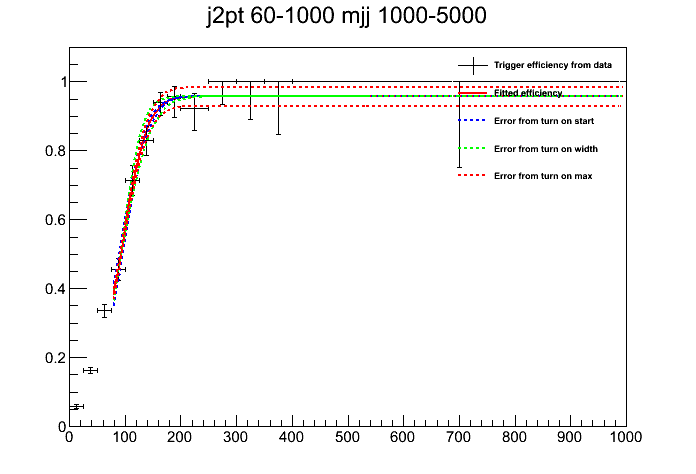 j2pt 60-1000 mjj 1000-5000
1
Trigger efficiency from data
Fitted efficiency
Error from turn on start
0.8
Error from turn on width
Error from turn on max
0.6
0.4
0.2
0
0 100 200 300 400 500 600 700 800 900 1000